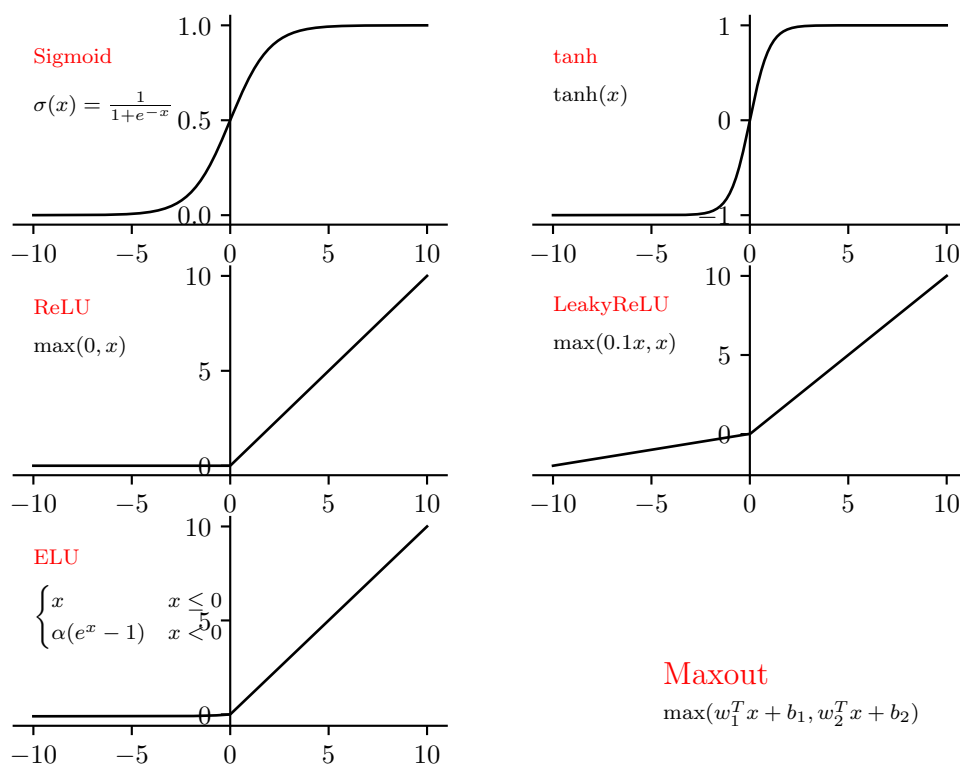 1.0
Sigmoid
σ(x) = 1/(1+e^{−x})
0.5
0.0
−10 −5 0 5 10
1
tanh
tanh(x)
0
−1
−10 −5 0 5 10
10
ReLU
max(0, x)
5
0
−10 −5 0 5 10
10
LeakyReLU
max(0.1x, x)
5
0
−10 −5 0 5 10
10
ELU
{ x x ≤ 0
5
α(e^x − 1) x < 0
0
−10 −5 0 5 10
Maxout
max(w_1^T x + b_1, w_2^T x + b_2)